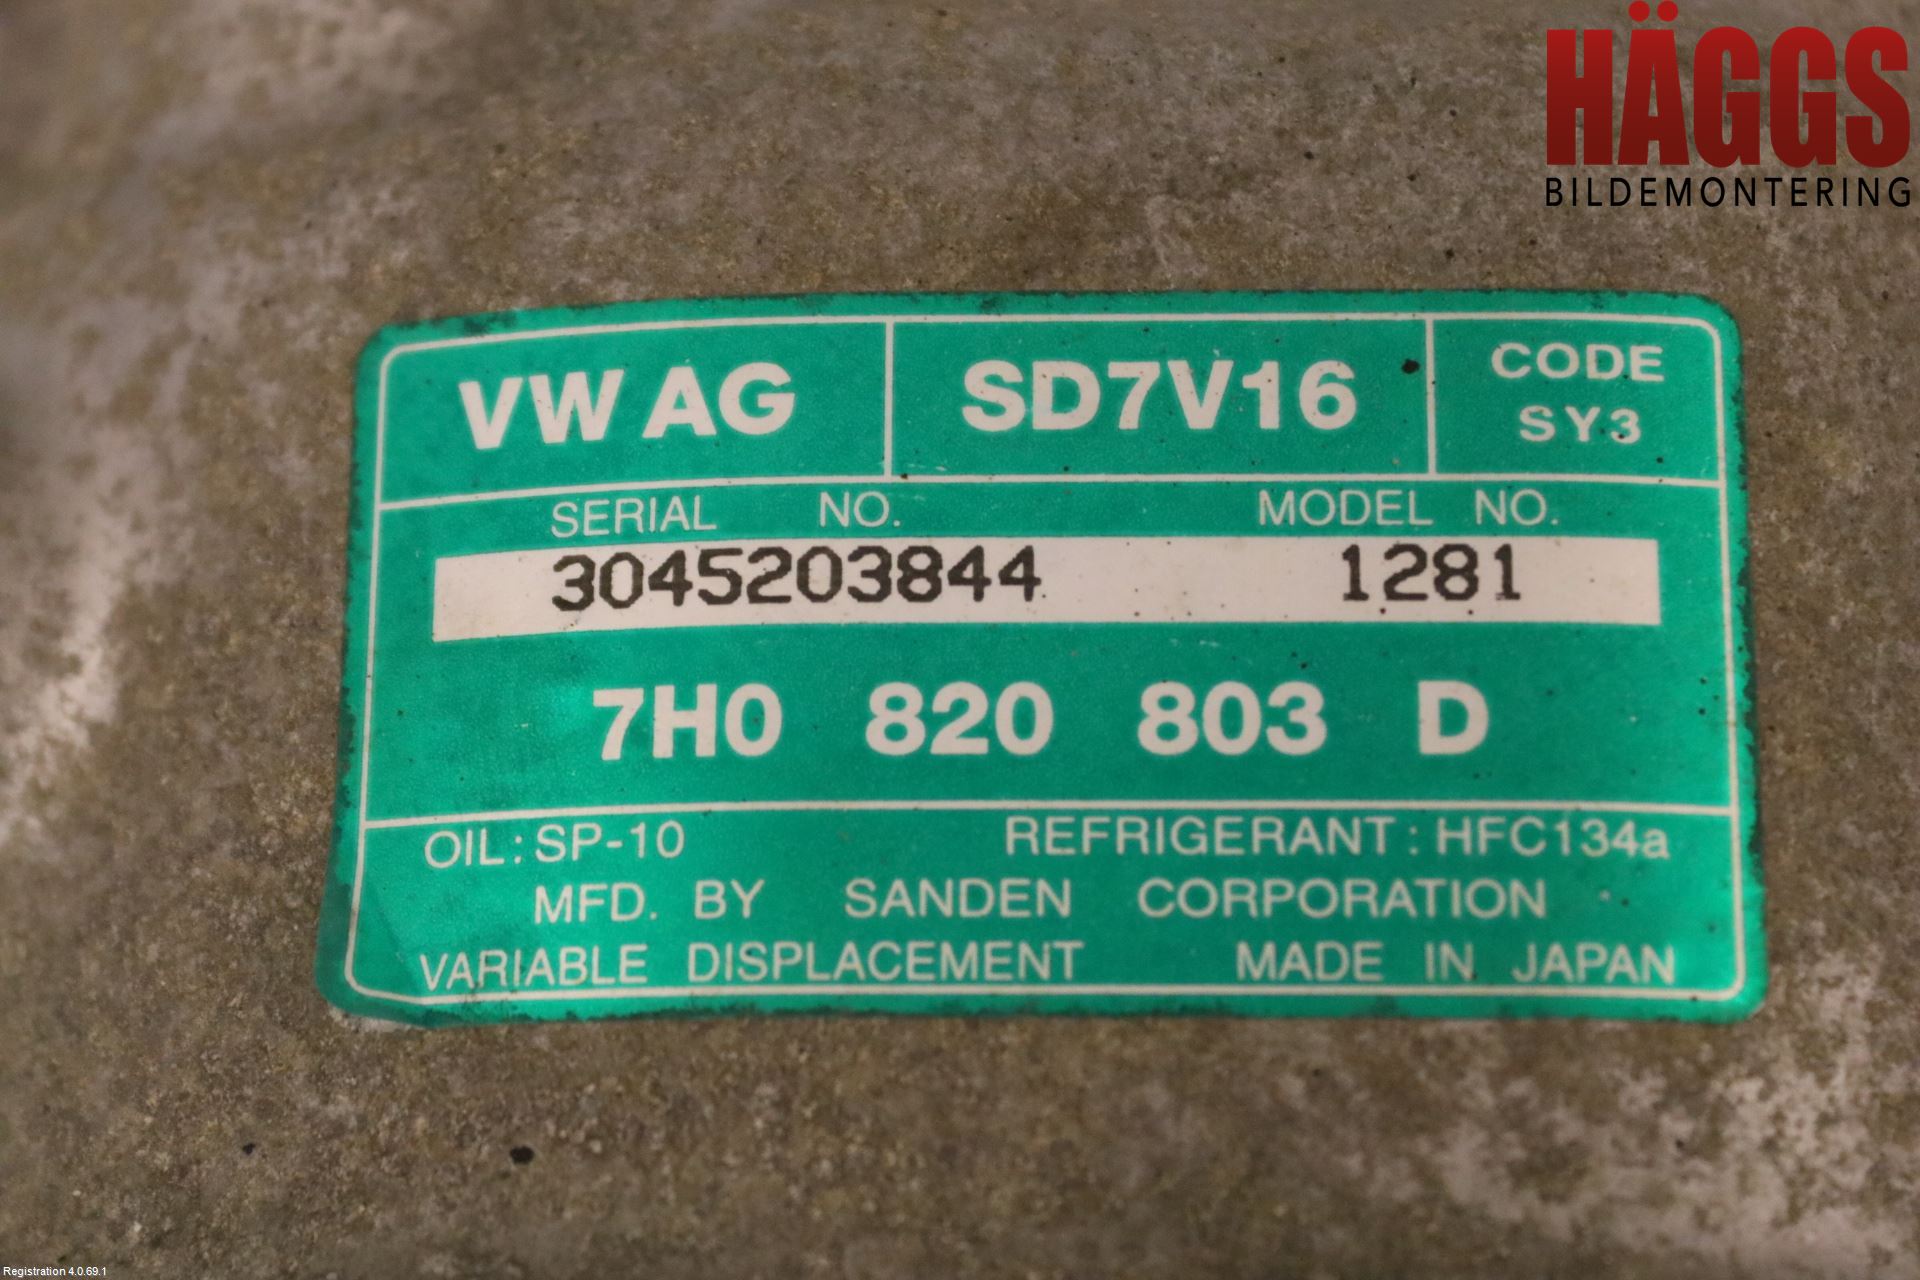 HÄGGS
BILDEMONTERING
VW AG SD7V16 CODE SY3
SERIAL NO. MODEL NO.
3045203844 1281
7H0 820 803 D
OIL: SP-10 REFRIGERANT: HFC134a
MFD. BY SANDEN CORPORATION
VARIABLE DISPLACEMENT MADE IN JAPAN
Registration 4.0.69.1